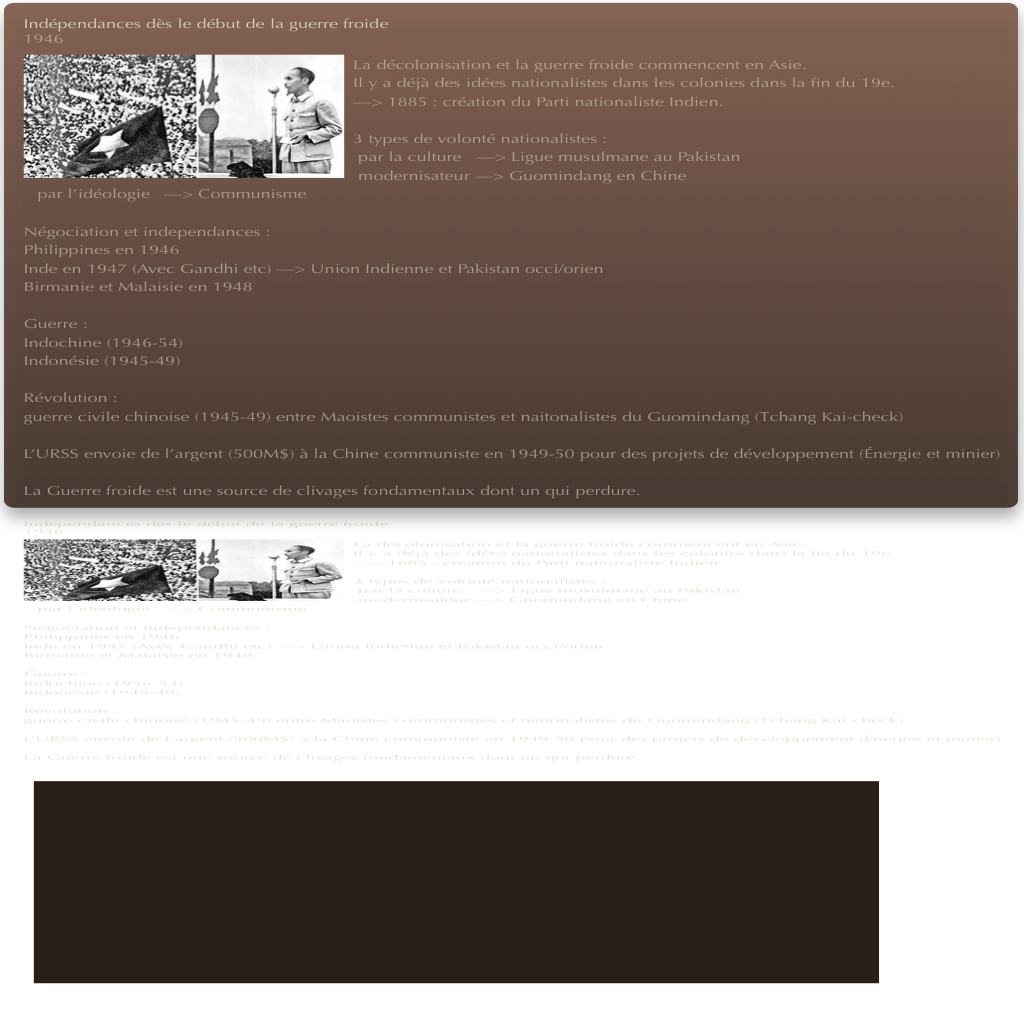 Indépendances dès le début de la guerre froide
1946
La décolonisation et la guerre froide commencent en Asie.
Il y a déjà des idées nationalistes dans les colonies dans la fin du 19e.
—> 1885 : création du Parti nationaliste Indien.
3 types de volonté nationalistes :
par la culture —> Ligue musulmane au Pakistan
modernisateur —> Guomindang en Chine
par l’idéologie —> Communisme
Négociation et independances :
Philippines en 1946
Inde en 1947 (Avec Gandhi etc) —> Union Indienne et Pakistan occi/orien
Birmanie et Malaisie en 1948
Guerre :
Indochine (1946-54)
Indonésie (1945-49)
Révolution :
guerre civile chinoise (1945-49) entre Maoistes communistes et naitonalistes du Guomindang (Tchang Kai-check)
L’URSS envoie de l’argent (500M$) à la Chine communiste en 1949-50 pour des projets de développement (Énergie et minier)
La Guerre froide est une source de clivages fondamentaux dont un qui perdure.
Indépendances dès le début de la guerre froide
1946
La décolonisation et la guerre froide commencent en Asie.
Il y a déjà des idées nationalistes dans les colonies dans la fin du 19e.
—> 1885 : création du Parti nationaliste Indien.
3 types de volonté nationalistes :
par la culture —> Ligue musulmane au Pakistan
modernisateur —> Guomindang en Chine
par l’idéologie —> Communisme
Négociation et independances :
Philippines en 1946
Inde en 1947 (Avec Gandhi etc) —> Union Indienne et Pakistan occi/orien
Birmanie et Malaisie en 1948
Guerre :
Indochine (1946-54)
Indonésie (1945-49)
Révolution :
guerre civile chinoise (1945-49) entre Maoistes communistes et naitonalistes du Guomindang (Tchang Kai-check)
L’URSS envoie de l’argent (500M$) à la Chine communiste en 1949-50 pour des projets de développement (Énergie et minier)
La Guerre froide est une source de clivages fondamentaux dont un qui perdure.